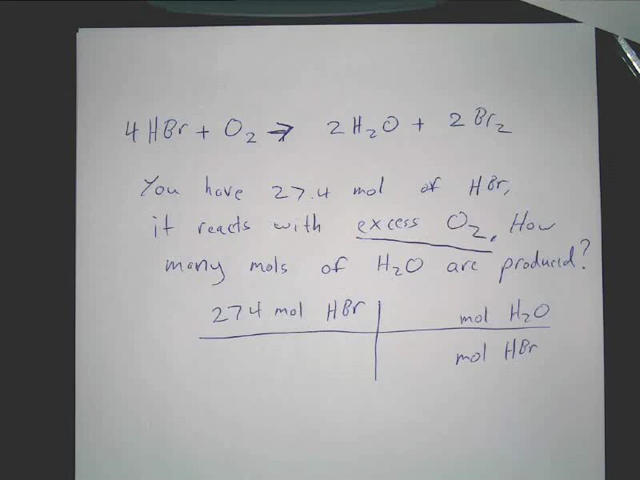 4 HBr + O₂ → 2 H₂O + 2 Br₂
You have 27.4 mol of HBr,
it reacts with excess O₂. How
many mols of H₂O are produced?
27.4 mol HBr mol H₂O
mol HBr